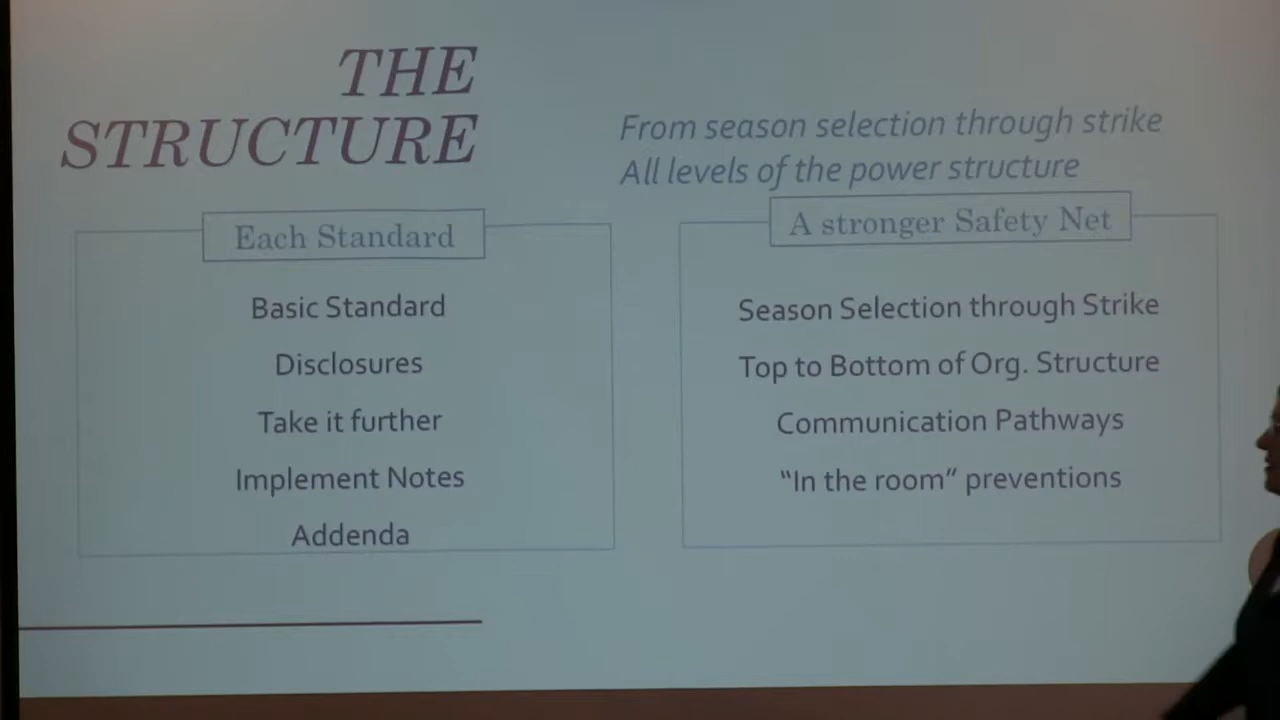 THE
STRUCTURE
From season selection through strike
All levels of the power structure
Each Standard
Basic Standard
Disclosures
Take it further
Implement Notes
Addenda
A stronger Safety Net
Season Selection through Strike
Top to Bottom of Org. Structure
Communication Pathways
“In the room” preventions